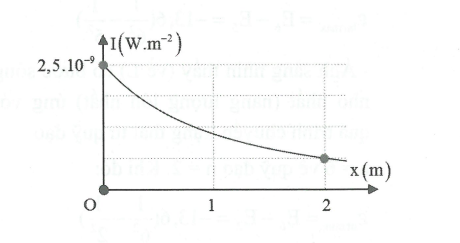 I(W.m⁻²)
2,5.10⁻⁹
x(m)
O 1 2